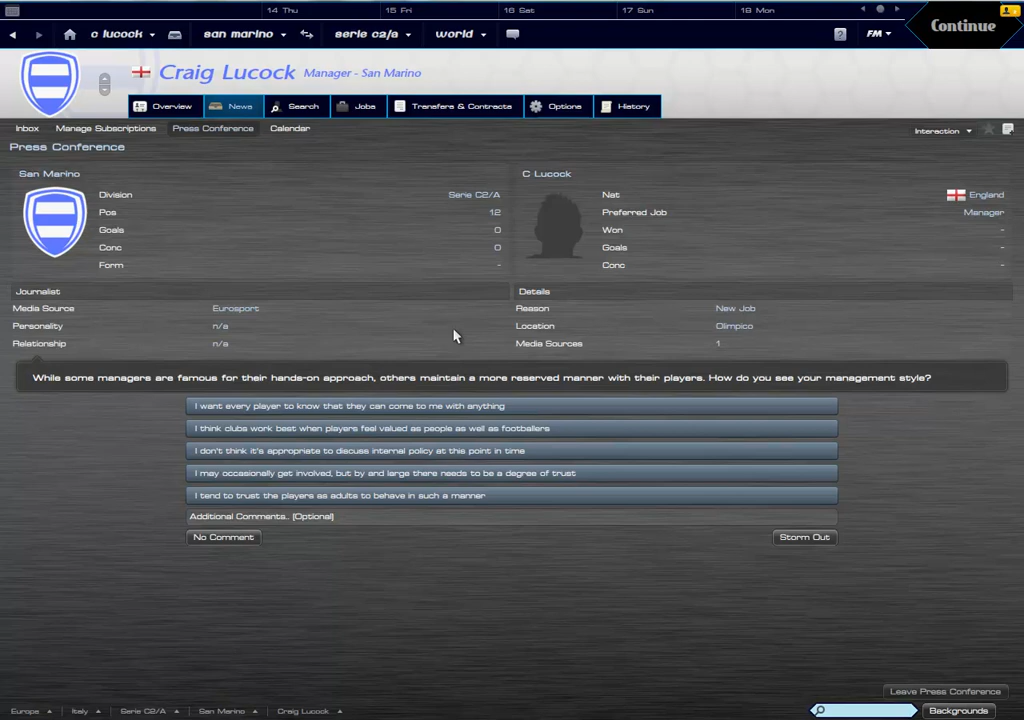 14 Thu 15 Fri 16 Sat 17 Sun 18 Mon
c lucock san marino serie c2/a world ? FM Continue
Craig Lucock Manager - San Marino
Overview News Search Jobs Transfers & Contracts Options History
Inbox Manage Subscriptions Press Conference Calendar Interaction
Press Conference
San Marino C Lucock
Division Serie C2/A Nat England
Pos 12 Preferred Job Manager
Goals 0 Won -
Conc 0 Goals -
Form - Conc -
Journalist Details
Media Source Eurosport Reason New Job
Personality n/a Location Olimpico
Relationship n/a Media Sources 1
While some managers are famous for their hands-on approach, others maintain a more reserved manner with their players. How do you see your management style?
I want every player to know that they can come to me with anything
I think clubs work best when players feel valued as people as well as footballers
I don't think it's appropriate to discuss internal policy at this point in time
I may occasionally get involved, but by and large there needs to be a degree of trust
I tend to trust the players as adults to behave in such a manner
Additional Comments.. (Optional)
No Comment Storm Out
Leave Press Conference
Europe Italy Serie C2/A San Marino Craig Lucock Backgrounds